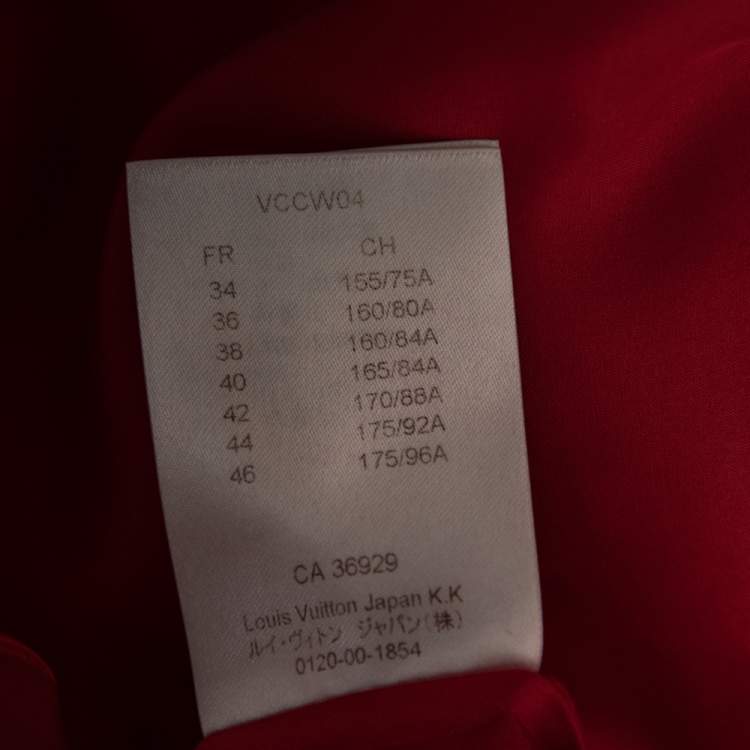 VCCW04
FR CH
34 155/75A
36 160/80A
38 160/84A
40 165/84A
42 170/88A
44 175/92A
46 175/96A
CA 36929
Louis Vuitton Japan K.K
ルイ・ヴィトン ジャパン(株)
0120-00-1854